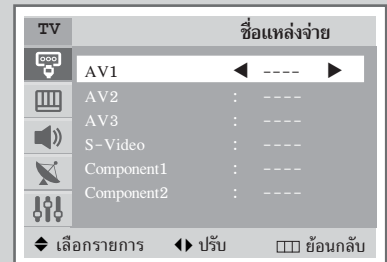 TV ชื่อแหล่งจ่าย
AV1 ◀ ---- ▶
AV2 : ----
AV3 : ----
S-Video : ----
Component1 : ----
Component2 : ----
เลือกรายการ ปรับ ย้อนกลับ